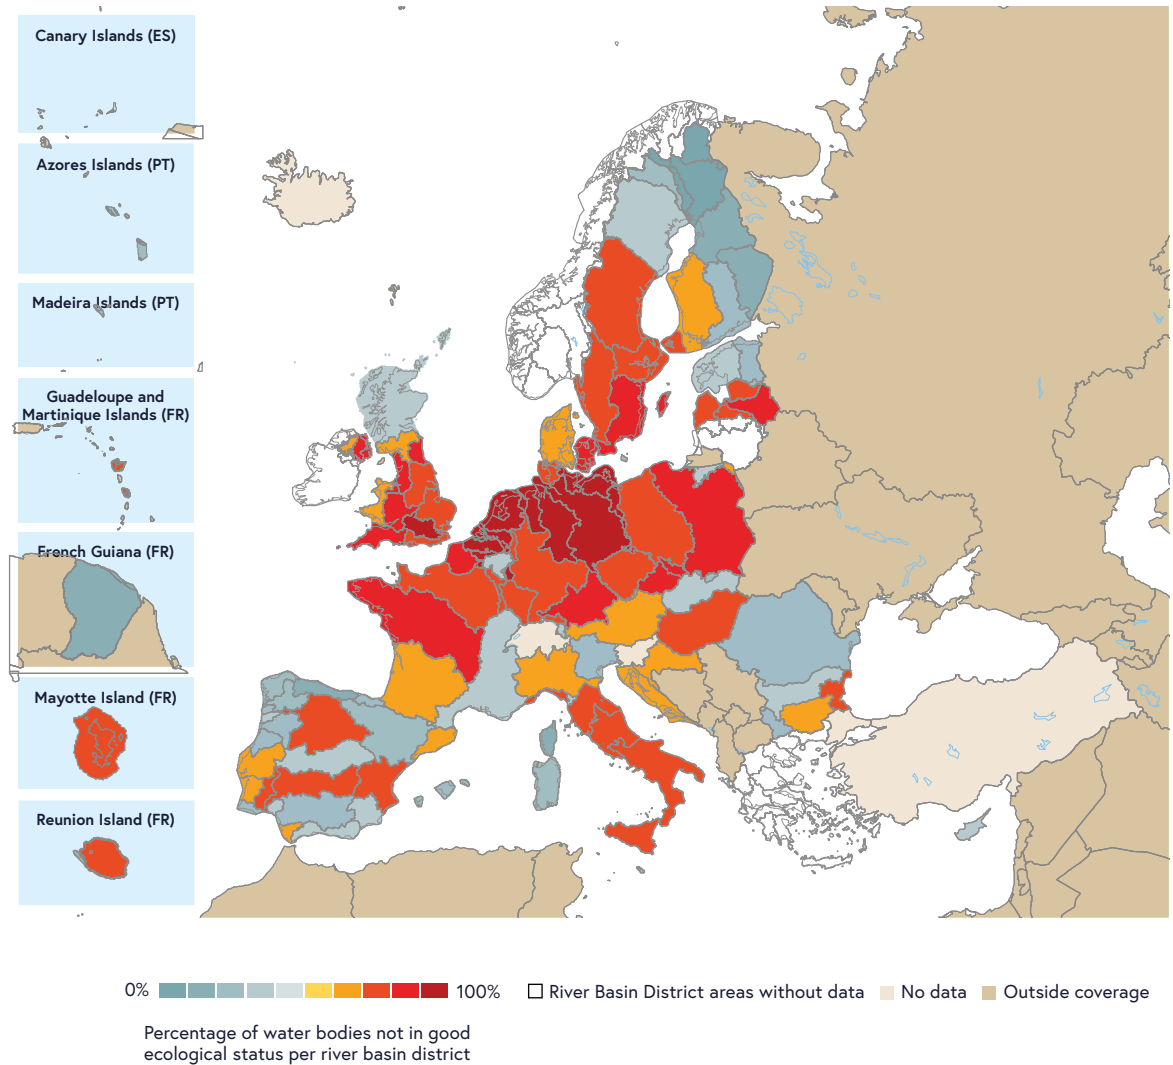 Canary Islands (ES)
Azores Islands (PT)
Madeira Islands (PT)
Guadeloupe and
Martinique Islands (FR)
French Guiana (FR)
Mayotte Island (FR)
Reunion Island (FR)
0%
100%
River Basin District areas without data
No data
Outside coverage
Percentage of water bodies not in good
ecological status per river basin district